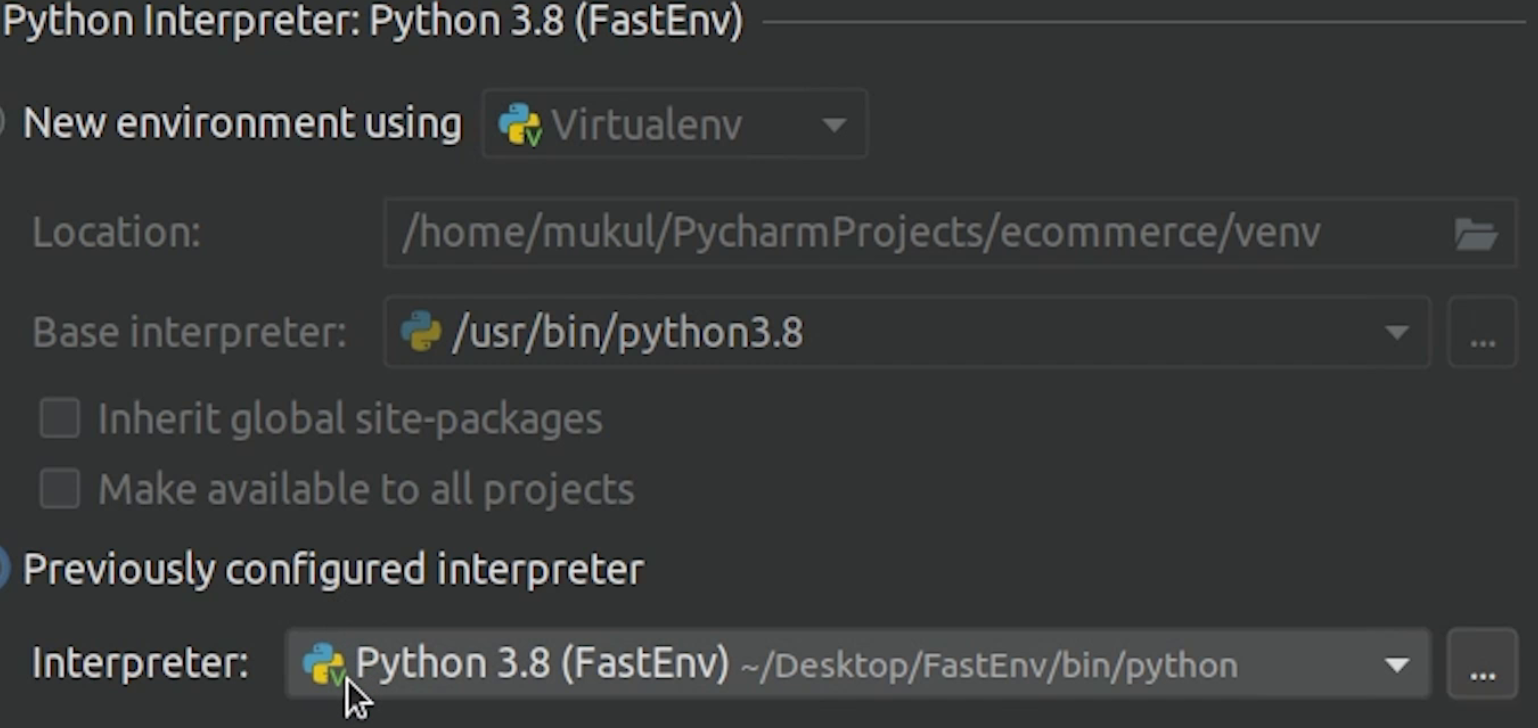 Python Interpreter: Python 3.8 (FastEnv)
New environment using Virtualenv
Location: /home/mukul/PycharmProjects/ecommerce/venv
Base interpreter: /usr/bin/python3.8 ...
Inherit global site-packages
Make available to all projects
Previously configured interpreter
Interpreter: Python 3.8 (FastEnv) ~/Desktop/FastEnv/bin/python ...